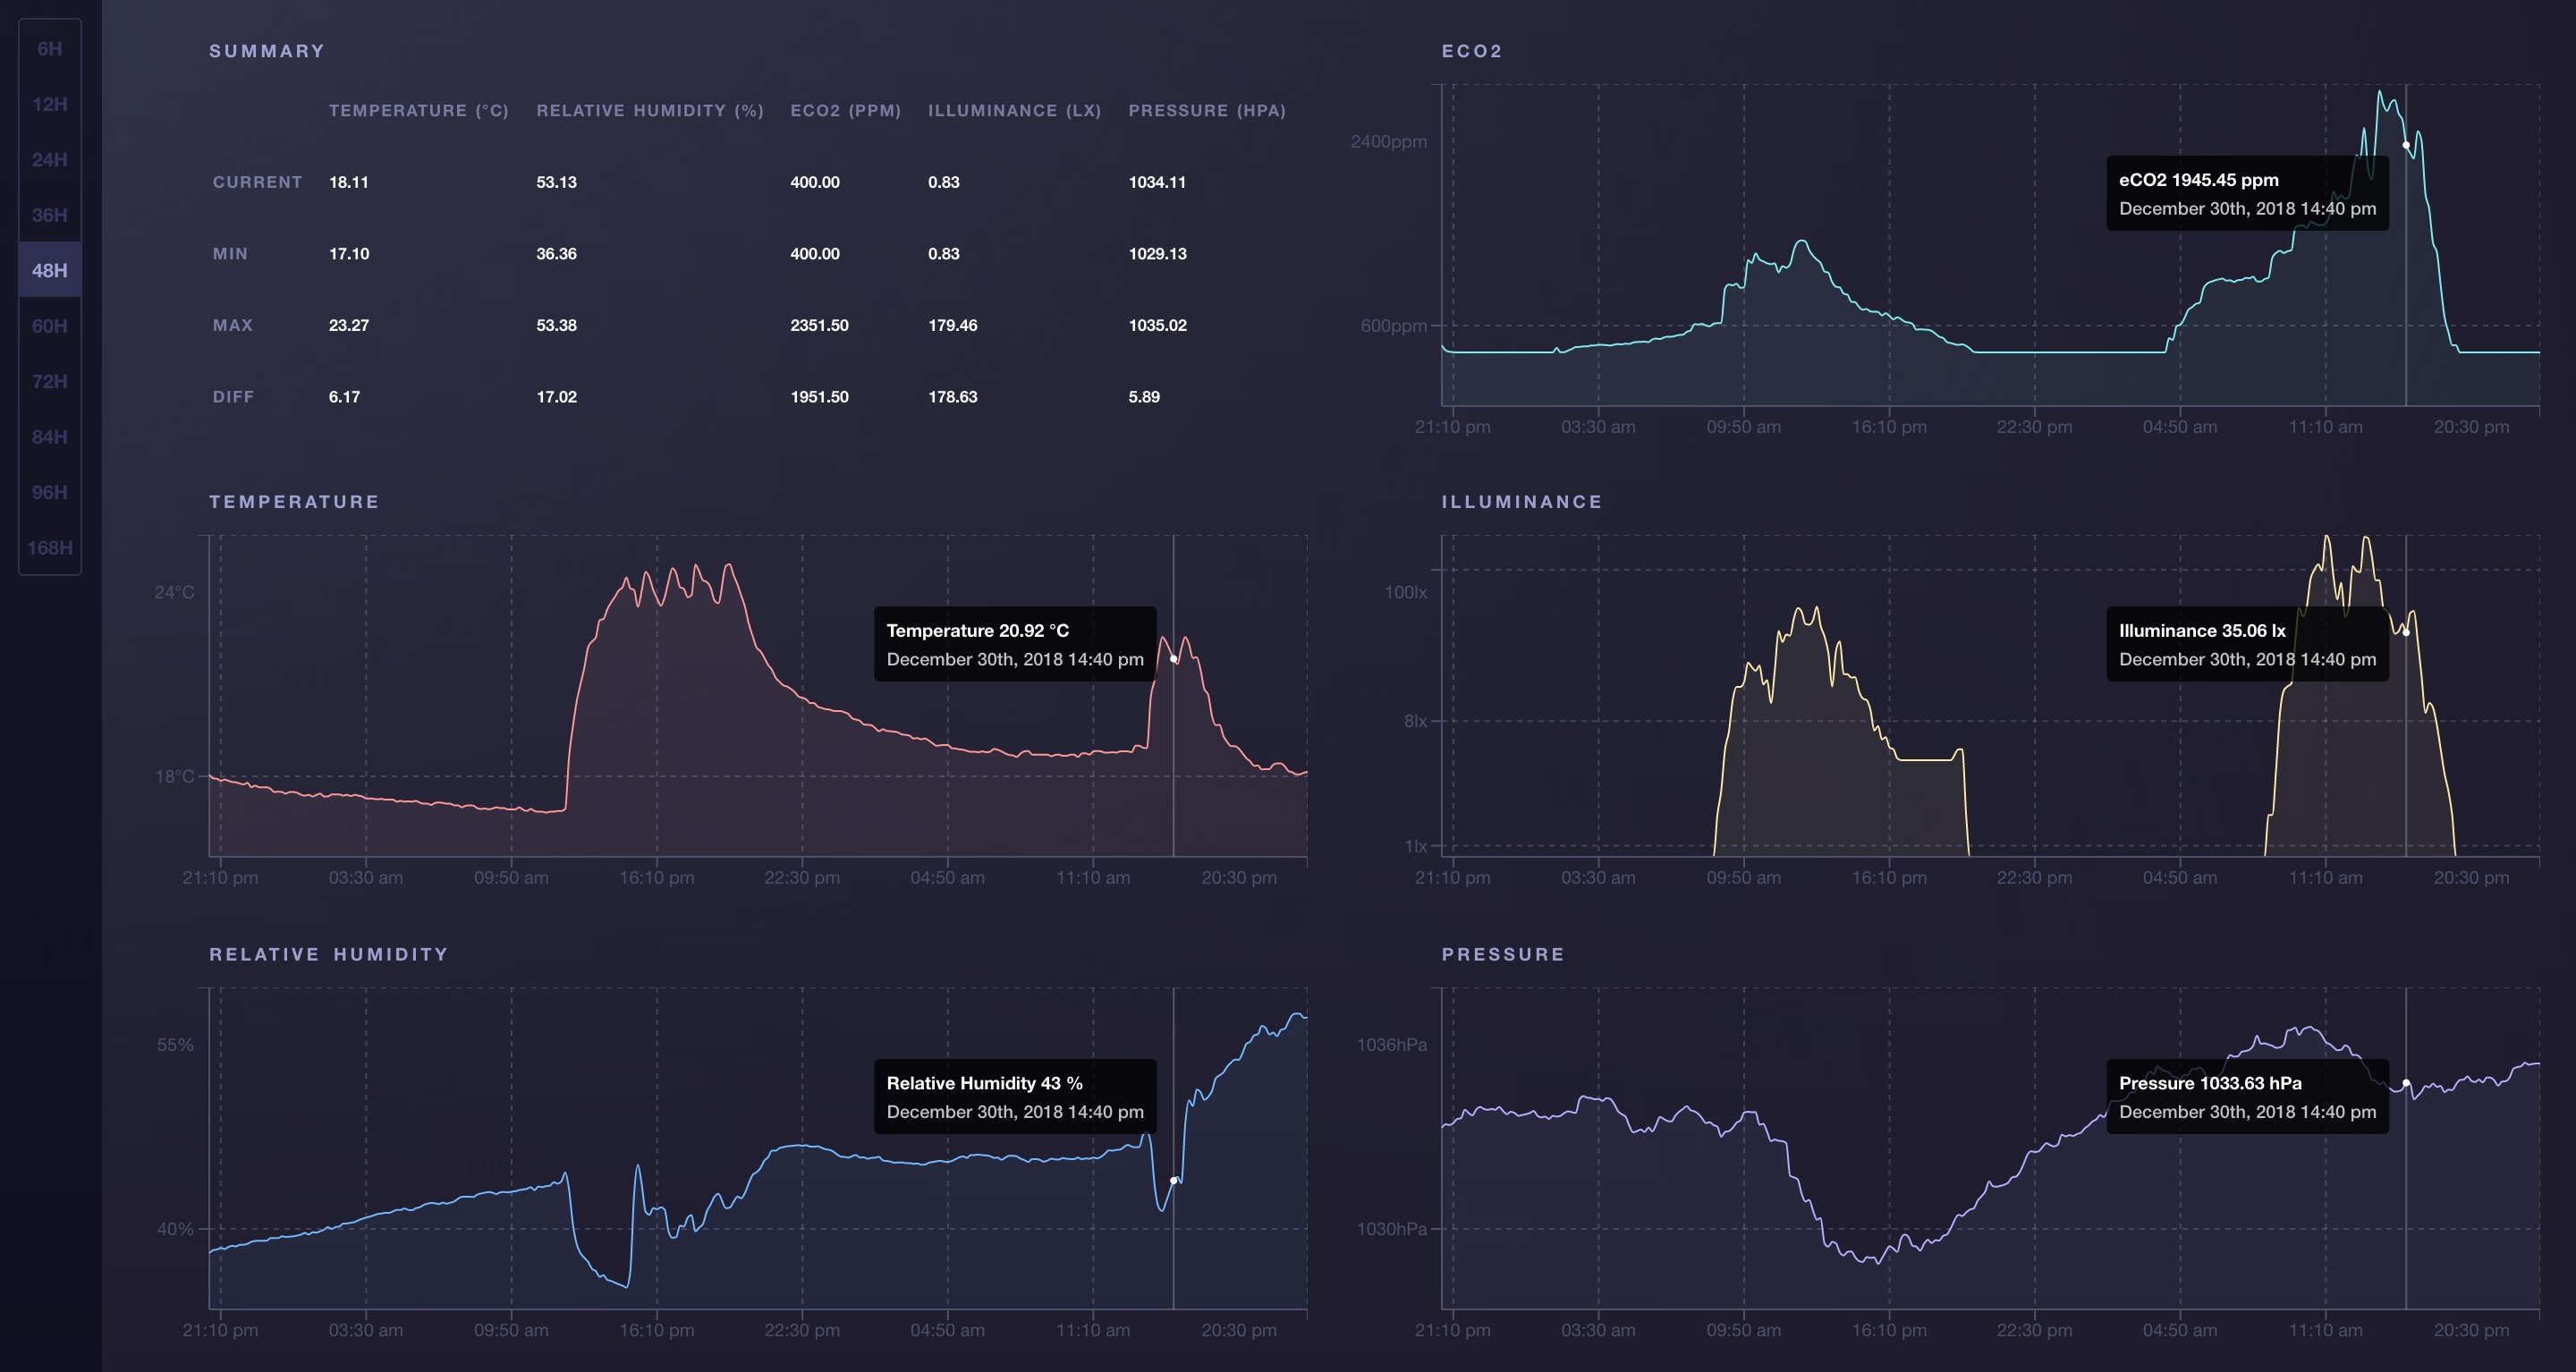 6H
12H
24H
36H
48H
60H
72H
84H
96H
168H
SUMMARY
TEMPERATURE (°C) RELATIVE HUMIDITY (%) ECO2 (PPM) ILLUMINANCE (LX) PRESSURE (HPA)
CURRENT 18.11 53.13 400.00 0.83 1034.11
MIN 17.10 36.36 400.00 0.83 1029.13
MAX 23.27 53.38 2351.50 179.46 1035.02
DIFF 6.17 17.02 1951.50 178.63 5.89
ECO2
2400ppm
600ppm
eCO2 1945.45 ppm
December 30th, 2018 14:40 pm
21:10 pm 03:30 am 09:50 am 16:10 pm 22:30 pm 04:50 am 11:10 am 20:30 pm
TEMPERATURE
24°C
18°C
Temperature 20.92 °C
December 30th, 2018 14:40 pm
21:10 pm 03:30 am 09:50 am 16:10 pm 22:30 pm 04:50 am 11:10 am 20:30 pm
ILLUMINANCE
100lx
8lx
1lx
Illuminance 35.06 lx
December 30th, 2018 14:40 pm
21:10 pm 03:30 am 09:50 am 16:10 pm 22:30 pm 04:50 am 11:10 am 20:30 pm
RELATIVE HUMIDITY
55%
40%
Relative Humidity 43 %
December 30th, 2018 14:40 pm
21:10 pm 03:30 am 09:50 am 16:10 pm 22:30 pm 04:50 am 11:10 am 20:30 pm
PRESSURE
1036hPa
1030hPa
Pressure 1033.63 hPa
December 30th, 2018 14:40 pm
21:10 pm 03:30 am 09:50 am 16:10 pm 22:30 pm 04:50 am 11:10 am 20:30 pm